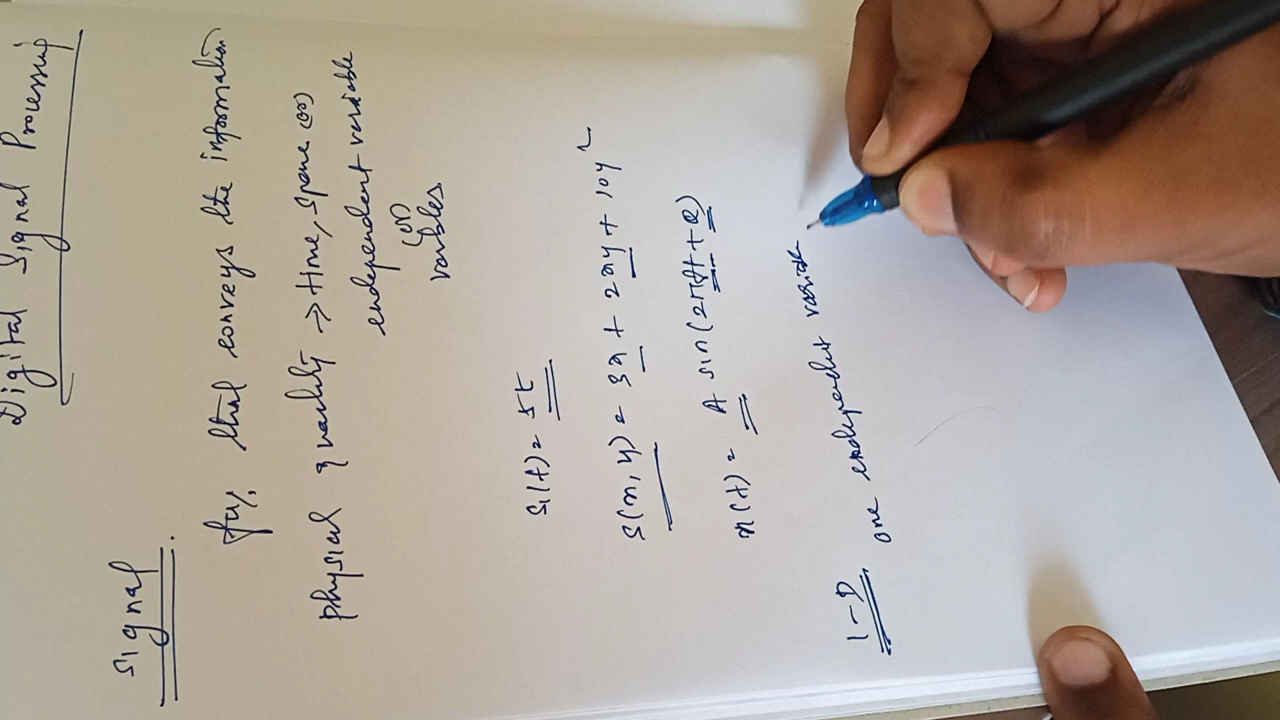 Digital Signal Processing
Signal.
fn, that conveys the information
physical quantity → time, space (or)
independent variable
(or)
variables
S1(t) = 5t
S(x, y) = 3x + 2xy + 10y²
x(t) = A sin(2πft + θ)
1-D one independent variable